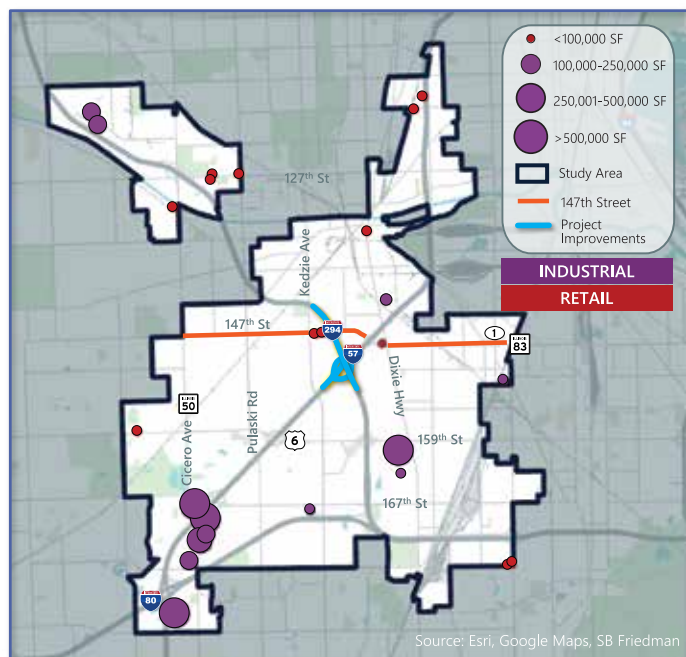 <100,000 SF
100,000-250,000 SF
250,001-500,000 SF
>500,000 SF
Study Area
147th Street
Project
Improvements
INDUSTRIAL
RETAIL
127th St
Kedzie Ave
147th St
294
57
1
ILLINOIS
83
Dixie Hwy
ILLINOIS
50
Cicero Ave
Pulaski Rd
6
159th St
167th St
80
Source: Esri, Google Maps, SB Friedman